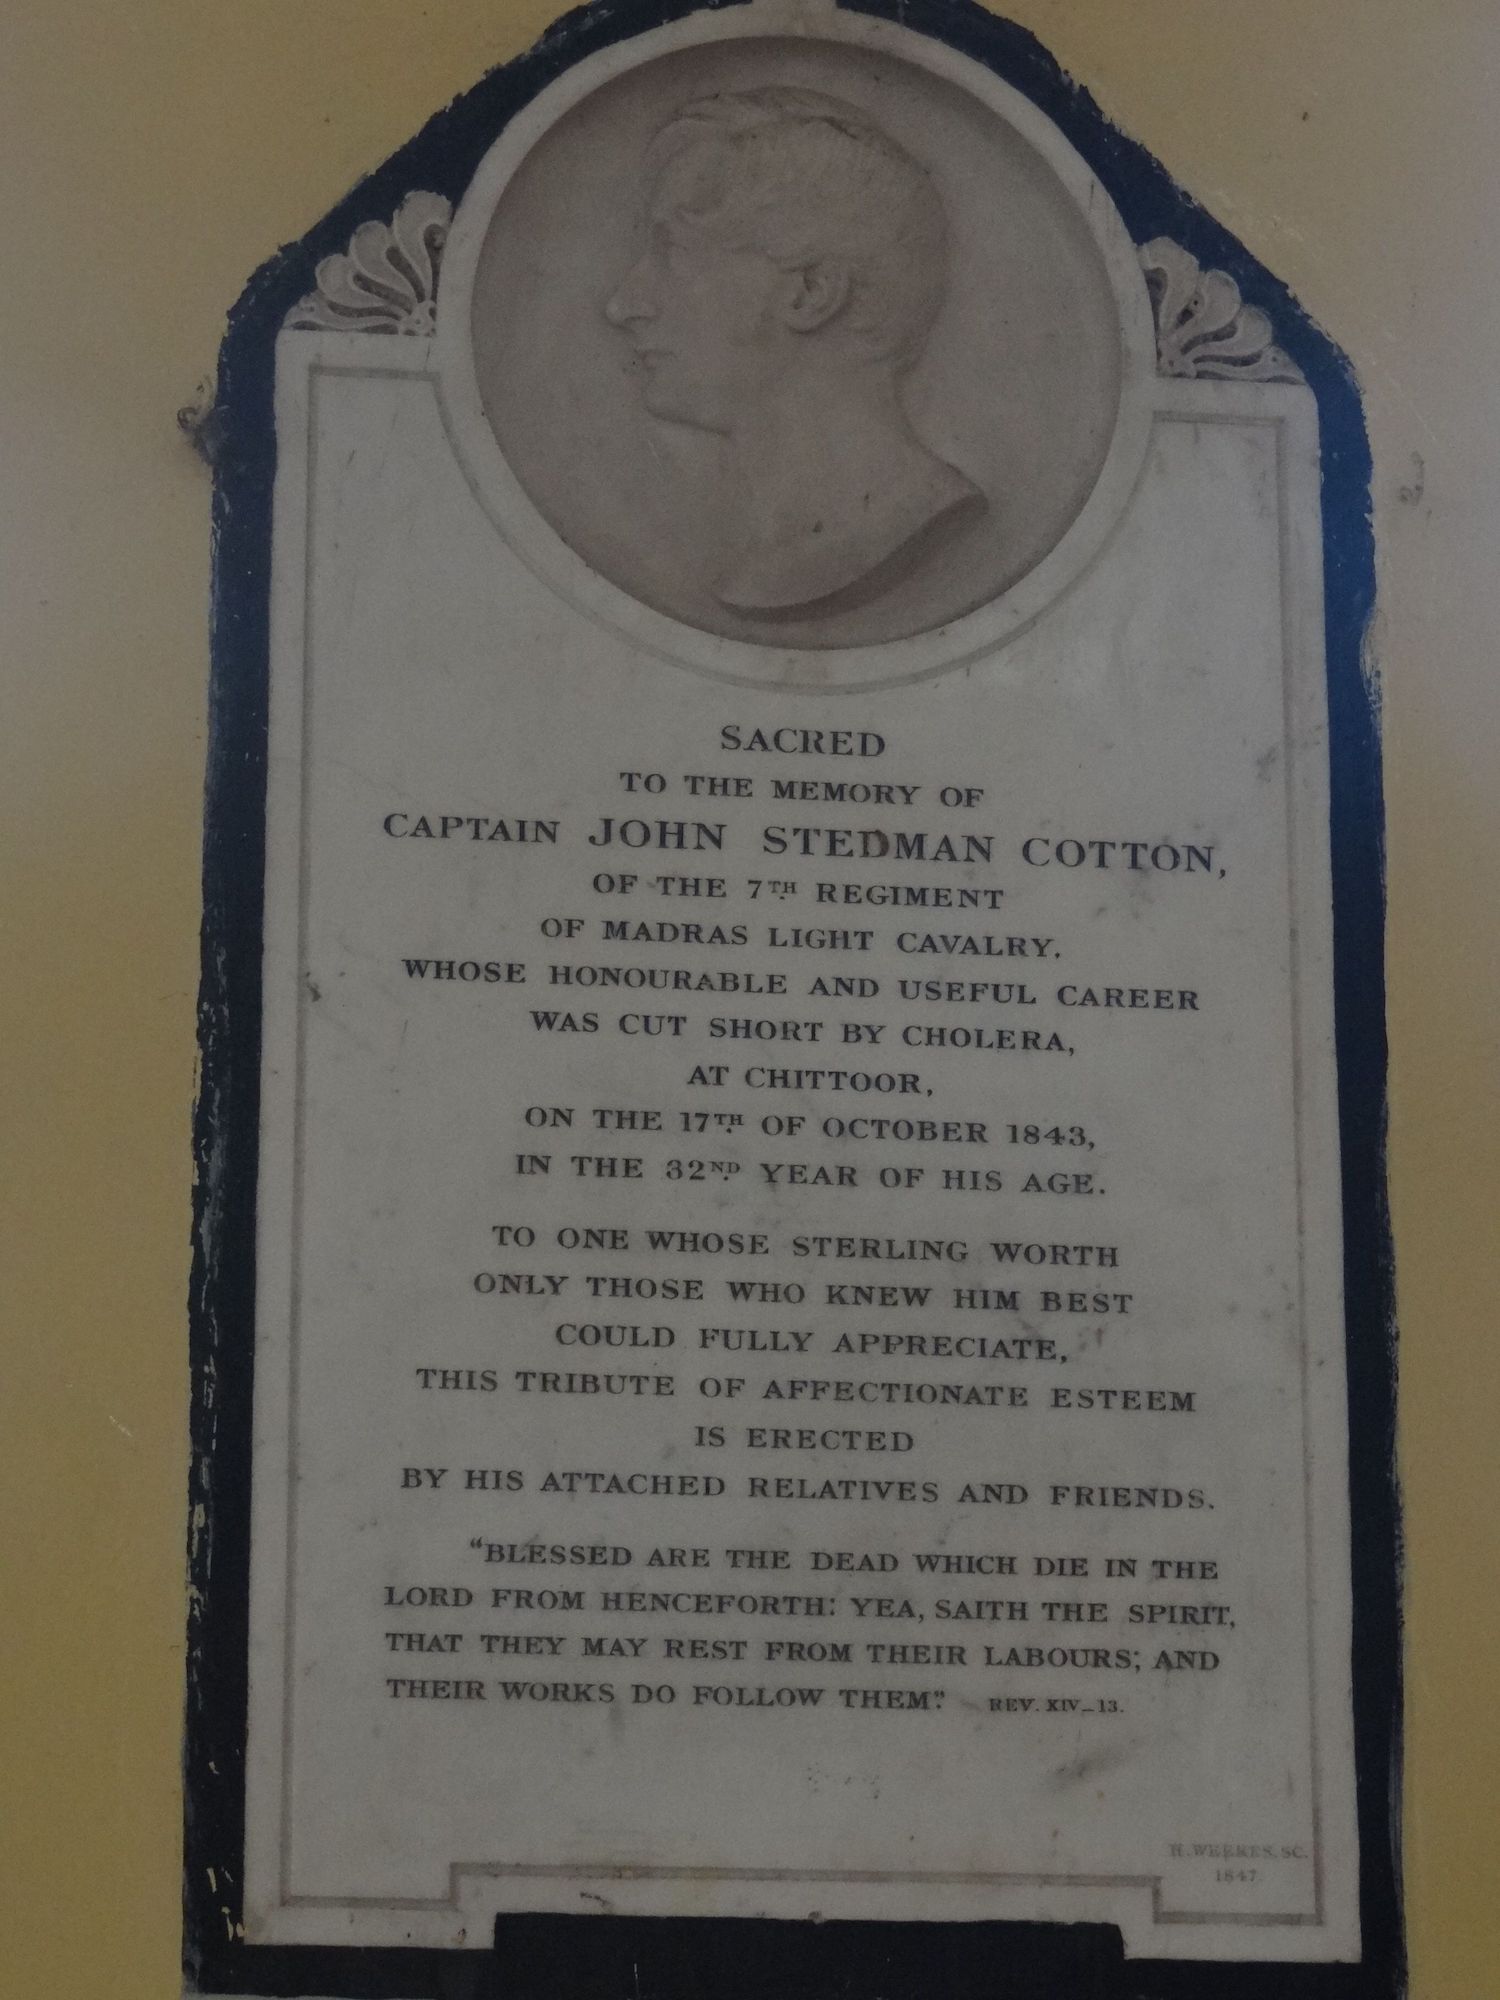 SACRED
TO THE MEMORY OF
CAPTAIN JOHN STEDMAN COTTON,
OF THE 7TH REGIMENT
OF MADRAS LIGHT CAVALRY.
WHOSE HONOURABLE AND USEFUL CAREER
WAS CUT SHORT BY CHOLERA,
AT CHITTOOR,
ON THE 17TH OF OCTOBER 1843,
IN THE 32ND YEAR OF HIS AGE.
TO ONE WHOSE STERLING WORTH
ONLY THOSE WHO KNEW HIM BEST
COULD FULLY APPRECIATE,
THIS TRIBUTE OF AFFECTIONATE ESTEEM
IS ERECTED
BY HIS ATTACHED RELATIVES AND FRIENDS.
"BLESSED ARE THE DEAD WHICH DIE IN THE
LORD FROM HENCEFORTH: YEA, SAITH THE SPIRIT,
THAT THEY MAY REST FROM THEIR LABOURS; AND
THEIR WORKS DO FOLLOW THEM." REV. XIV–13.
H. WEEKES, SC.
1847.